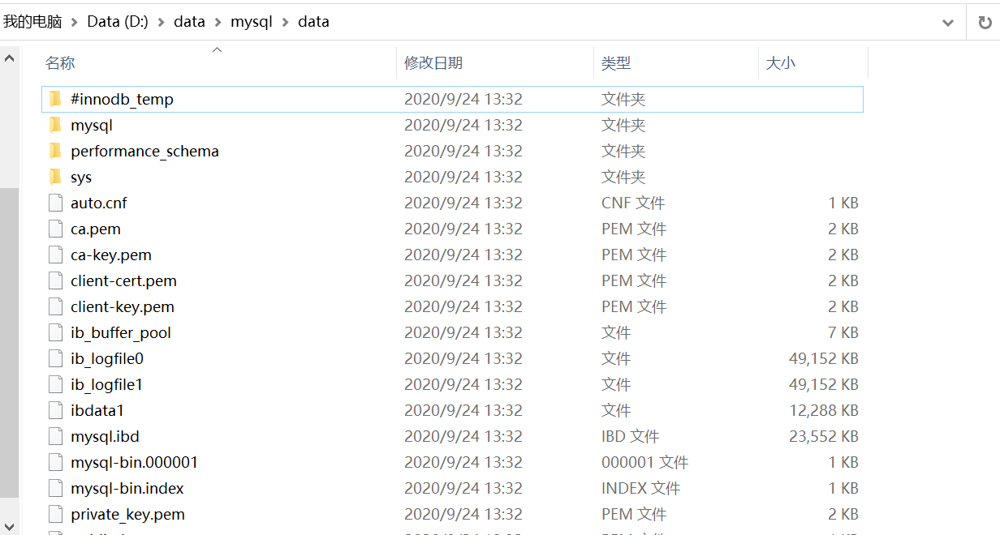 我的电脑 > Data (D:) > data > mysql > data
名称 修改日期 类型 大小
#innodb_temp 2020/9/24 13:32 文件夹
mysql 2020/9/24 13:32 文件夹
performance_schema 2020/9/24 13:32 文件夹
sys 2020/9/24 13:32 文件夹
auto.cnf 2020/9/24 13:32 CNF 文件 1 KB
ca.pem 2020/9/24 13:32 PEM 文件 2 KB
ca-key.pem 2020/9/24 13:32 PEM 文件 2 KB
client-cert.pem 2020/9/24 13:32 PEM 文件 2 KB
client-key.pem 2020/9/24 13:32 PEM 文件 2 KB
ib_buffer_pool 2020/9/24 13:32 文件 7 KB
ib_logfile0 2020/9/24 13:32 文件 49,152 KB
ib_logfile1 2020/9/24 13:32 文件 49,152 KB
ibdata1 2020/9/24 13:32 文件 12,288 KB
mysql.ibd 2020/9/24 13:32 IBD 文件 23,552 KB
mysql-bin.000001 2020/9/24 13:32 000001 文件 1 KB
mysql-bin.index 2020/9/24 13:32 INDEX 文件 1 KB
private_key.pem 2020/9/24 13:32 PEM 文件 2 KB